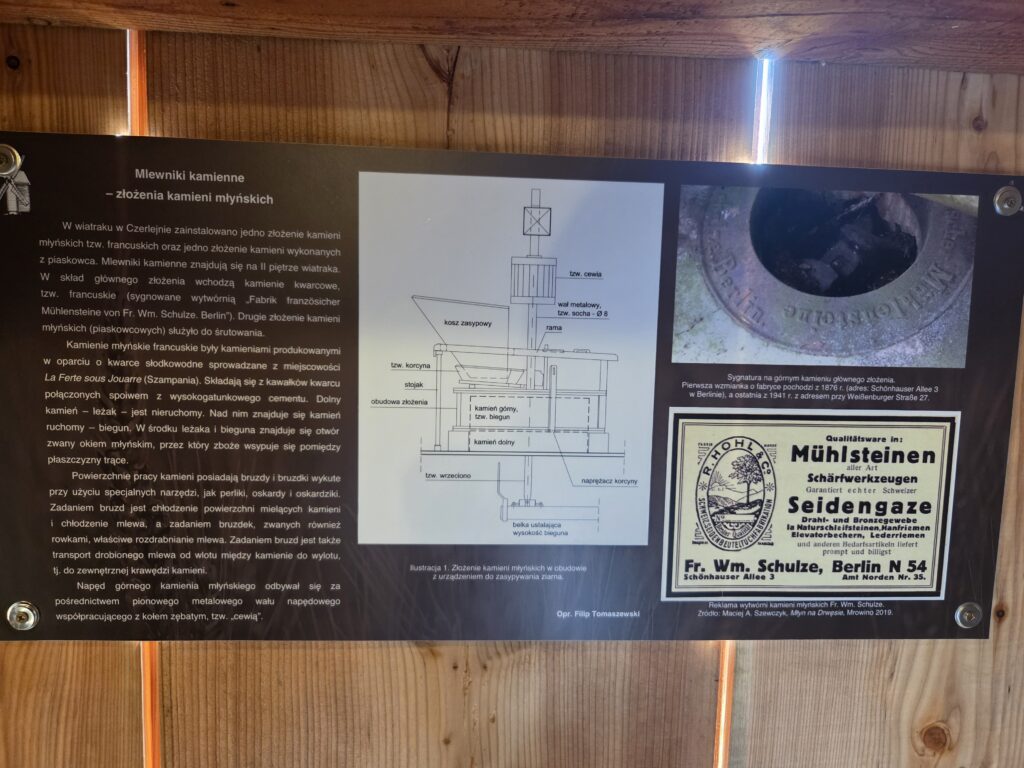 Mlewniki kamienne
– złożenia kamieni młyńskich
W wiatraku w Czerlejnie zainstalowano jedno złożenie kamieni
młyńskich tzw. francuskich oraz jedno złożenie kamieni wykonanych
z piaskowca. Mlewniki kamienne znajdują się na II piętrze wiatraka.
W skład głównego złożenia wchodzą kamienie kwarcowe,
tzw. francuskie (sygnowane wytwórnią „Fabrik französicher
Mühlensteine von Fr. Wm. Schulze. Berlin”). Drugie złożenie kamieni
młyńskich (piaskowcowych) służyło do śrutowania.
Kamienie młyńskie francuskie były kamieniami produkowanymi
w oparciu o kwarce słodkowodne sprowadzane z miejscowości
La Ferte sous Jouarre (Szampania). Składają się z kawałków kwarcu
połączonych spoiwem z wysokogatunkowego cementu. Dolny
kamień – leżak – jest nieruchomy. Nad nim znajduje się kamień
ruchomy – biegun. W środku leżaka i bieguna znajduje się otwór
zwany okiem młyńskim, przez który zboże wsypuje się pomiędzy
płaszczyzny trące.
Powierzchnie pracy kamieni posiadają bruzdy i bruzdki wykute
przy użyciu specjalnych narzędzi, jak perliki, oskardy i oskardziki.
Zadaniem bruzd jest chłodzenie powierzchni mielących kamieni
i chłodzenie mlewa, a zadaniem bruzdek, zwanych również
rowkami, właściwe rozdrabnianie mlewa. Zadaniem bruzd jest także
transport drobionego mlewa od wlotu między kamienie do wylotu,
tj. do zewnętrznej krawędzi kamieni.
Napęd górnego kamienia młyńskiego odbywał się za
pośrednictwem pionowego metalowego wału napędowego
współpracującego z kołem zębatym, tzw. „cewią”.
tzw. cewia
wał metalowy,
tzw. socha - Ø 8
kosz zasypowy
rama
tzw. korcyna
stojak
obudowa złożenia
kamień górny,
tzw. biegun
kamień dolny
tzw. wrzeciono
naprężacz korcyny
belka ustalająca
wysokość bieguna
Ilustracja 1. Złożenie kamieni młyńskich w obudowie
z urządzeniem do zasypywania ziarna.
Opr. Filip Tomaszewski
Berlin
Sygnatura na górnym kamieniu głównego złożenia.
Pierwsza wzmianka o fabryce pochodzi z 1876 r. (adres: Schönhauser Allee 3
w Berlinie), a ostatnia z 1941 r. z adresem przy Weißenburger Straße 27.
R. HOHL & Co
Qualitätsware in:
Mühlsteinen
aller Art
Schärfwerkzeugen
Garantiert echter Schweizer
Seidengaze
Draht- und Bronzegewebe
la Naturschleifsteinen, Hanfriemen
Elevatorbechern, Lederriemen
und anderen Bedarfsartikeln liefert
prompt und billigst
Fr. Wm. Schulze, Berlin N 54
Schönhauser Allee 3 Amt Norden Nr. 35.
Reklama wytwórni kamieni młyńskich Fr. Wm. Schulze.
Źródło: Maciej A. Szewczyk, Młyn na Drwęsie, Mrowino 2019.